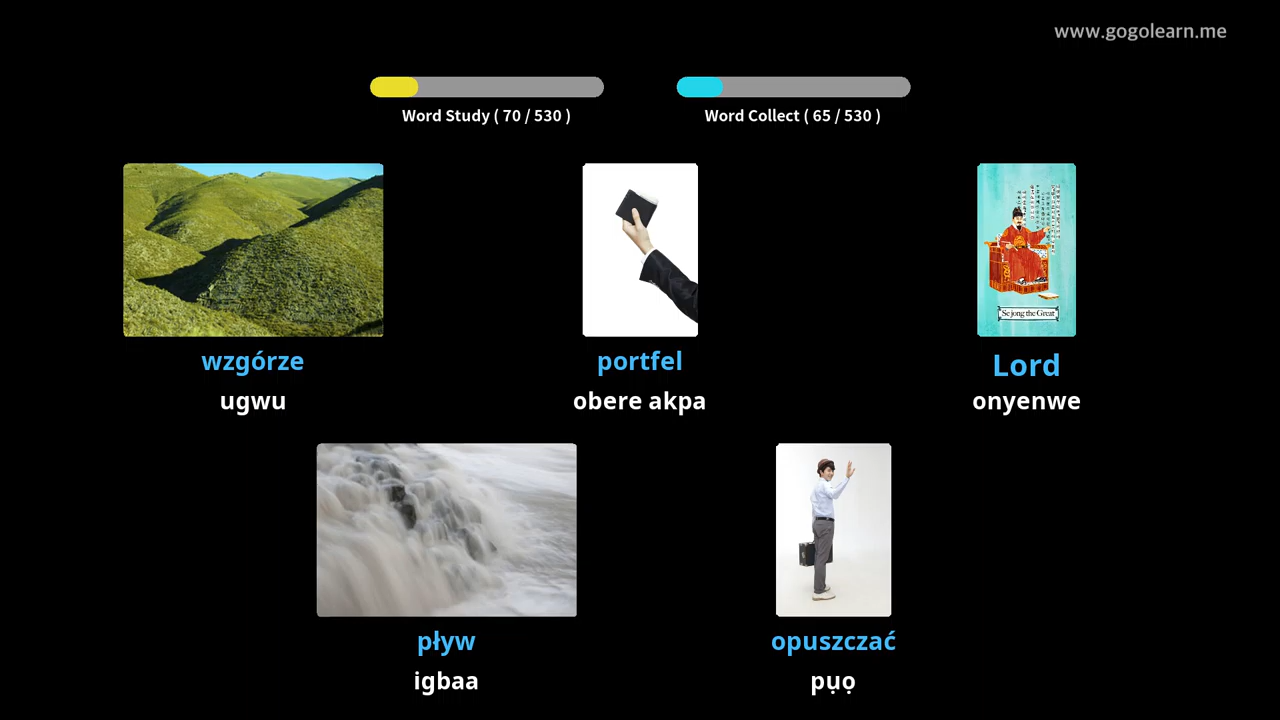 www.gogolearn.me
Word Study ( 70 / 530 )
Word Collect ( 65 / 530 )
Se jong the Great
wzgórze
portfel
Lord
ugwu
obere akpa
onyenwe
pływ
opuszczać
igbaa
pụọ